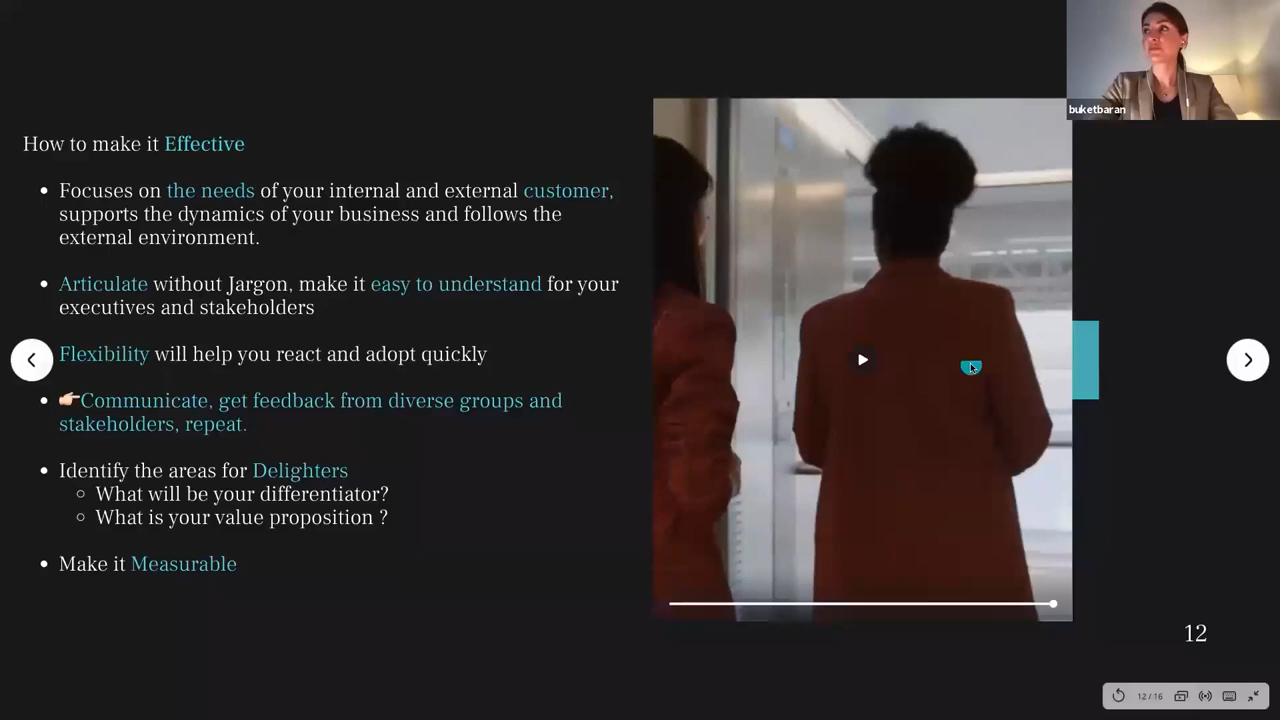 buketbaran
How to make it Effective
Focuses on the needs of your internal and external customer,
supports the dynamics of your business and follows the
external environment.
Articulate without Jargon, make it easy to understand for your
executives and stakeholders
Flexibility will help you react and adopt quickly
Communicate, get feedback from diverse groups and
stakeholders, repeat.
Identify the areas for Delighters
What will be your differentiator?
What is your value proposition ?
Make it Measurable
12
12 / 16